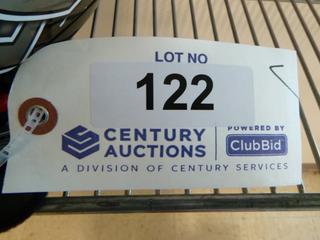 LOT NO
122
CENTURY AUCTIONS
POWERED BY
ClubBid
A DIVISION OF CENTURY SERVICES